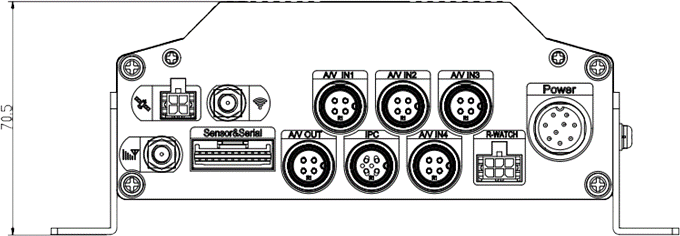 A/V IN1
A/V IN2
A/V IN3
Power
70.5
Sensor&Serial
A/V OUT
IPC
A/V IN4
R-WATCH